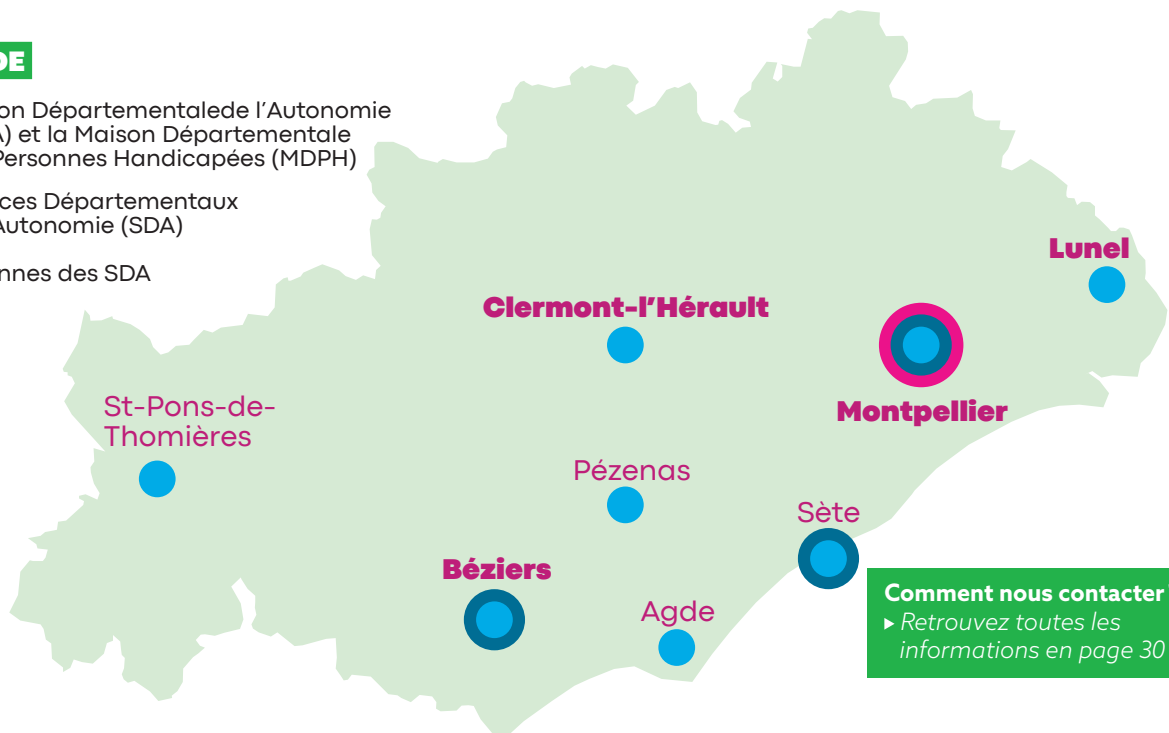 DE
on Départementalede l'Autonomie
A) et la Maison Départementale
Personnes Handicapées (MDPH)
ces Départementaux
Autonomie (SDA)
nnes des SDA
Lunel
Clermont-l'Hérault
Montpellier
St-Pons-de-
Thomières
Pézenas
Sète
Béziers
Agde
Comment nous contacter
▸ Retrouvez toutes les
informations en page 30